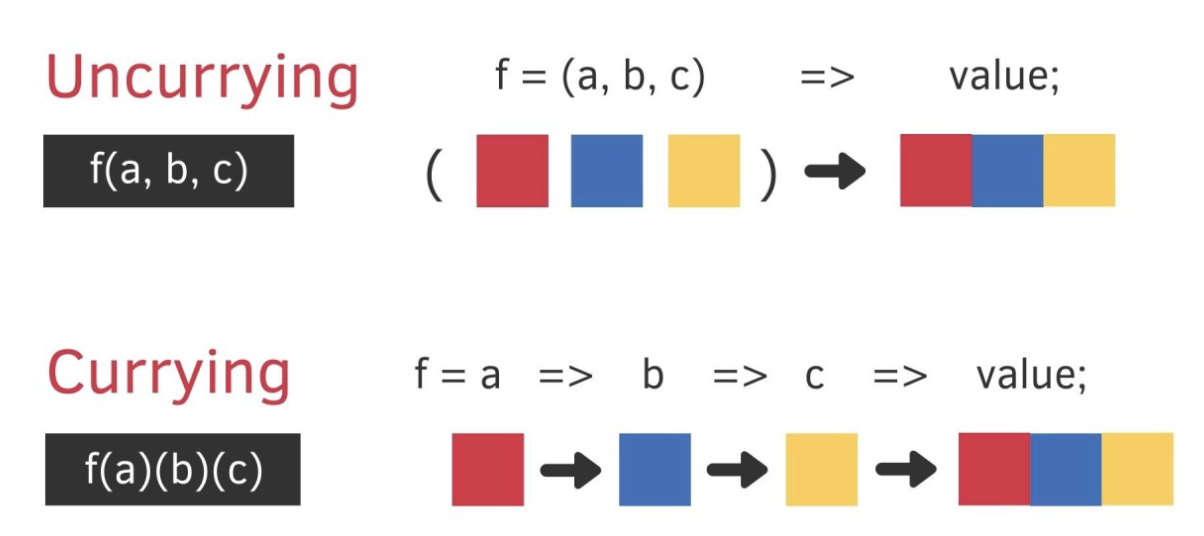 Uncurrying
f = (a, b, c) => value;
f(a, b, c)
( )
Currying
f = a => b => c => value;
f(a)(b)(c)